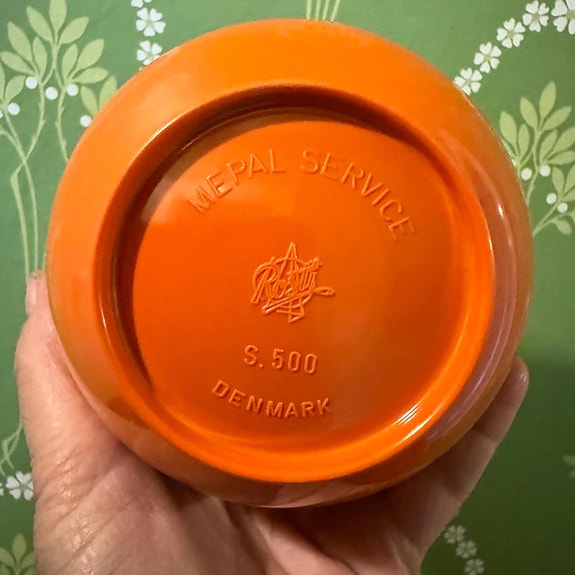 MEPAL SERVICE
Rosti
S. 500
DENMARK